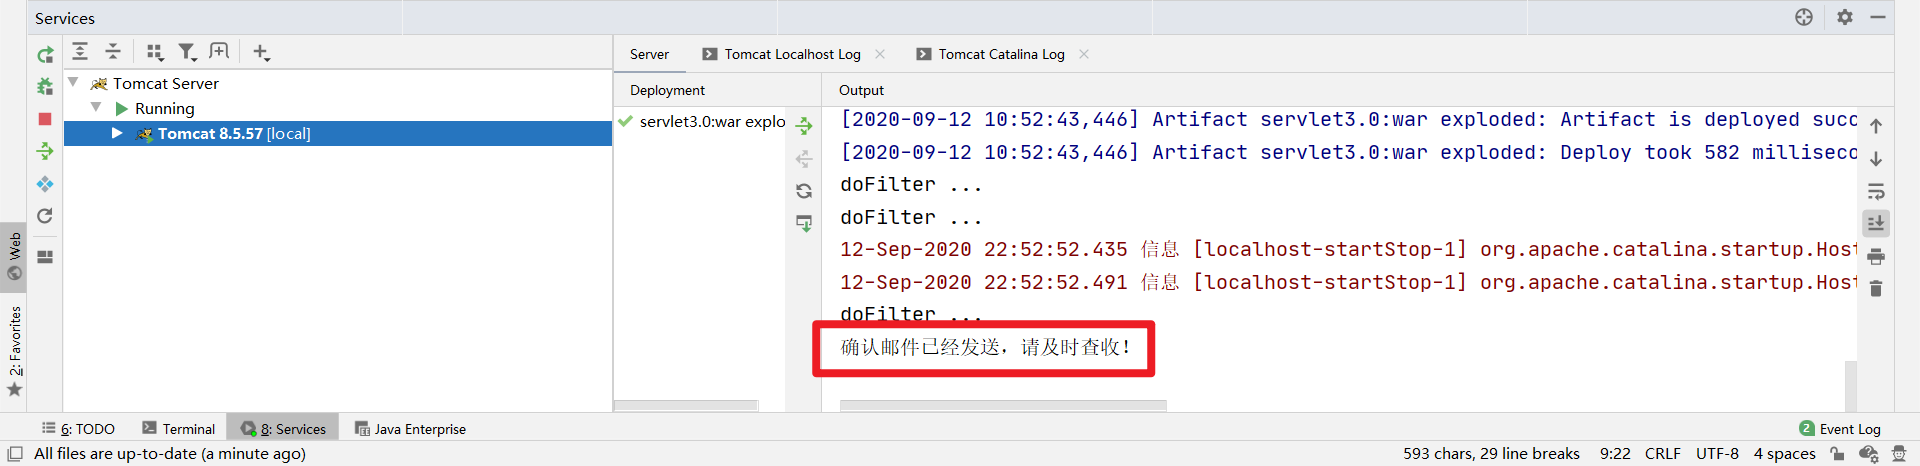 Services
Tomcat Server
Running
Tomcat 8.5.57 [local]
Web
2: Favorites
Server
Tomcat Localhost Log
Tomcat Catalina Log
Deployment
Output
servlet3.0:war explo
[2020-09-12 10:52:43,446] Artifact servlet3.0:war exploded: Artifact is deployed succ
[2020-09-12 10:52:43,446] Artifact servlet3.0:war exploded: Deploy took 582 milliseco
doFilter ...
doFilter ...
12-Sep-2020 22:52:52.435 信息 [localhost-startStop-1] org.apache.catalina.startup.Host
12-Sep-2020 22:52:52.491 信息 [localhost-startStop-1] org.apache.catalina.startup.Host
doFilter ...
确认邮件已经发送，请及时查收！
6: TODO
Terminal
8: Services
Java Enterprise
2 Event Log
All files are up-to-date (a minute ago)
593 chars, 29 line breaks
9:22
CRLF
UTF-8
4 spaces